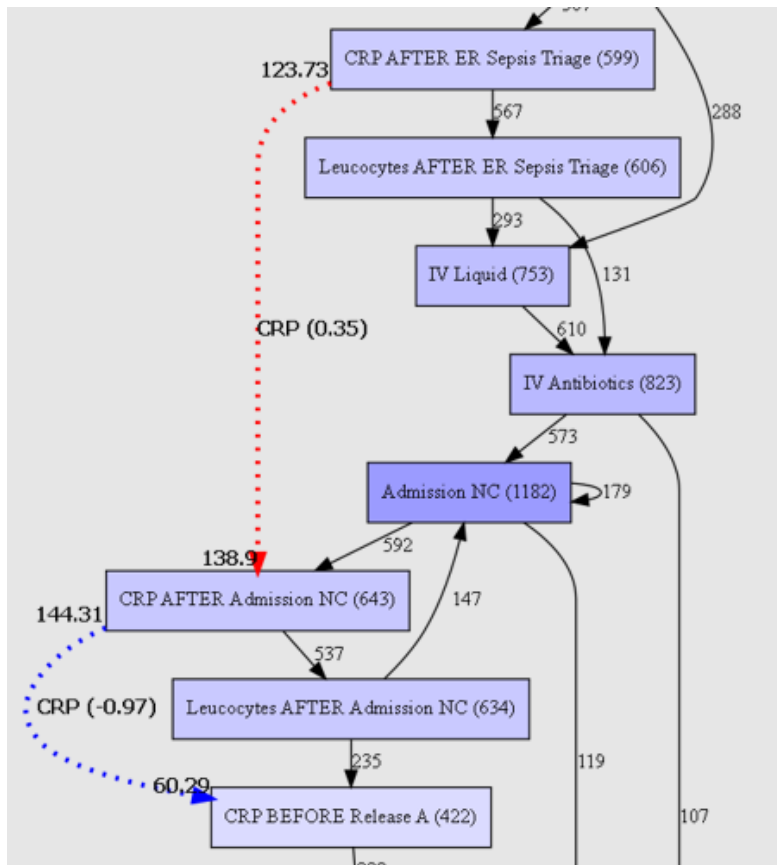 CRP AFTER ER Sepsis Triage (599)
123.73
567
288
Leucocytes AFTER ER Sepsis Triage (606)
293
IV Liquid (753)
131
CRP (0.35)
610
IV Antibiotics (823)
573
Admission NC (1182)
179
592
138.9
CRP AFTER Admission NC (643)
147
144.31
537
CRP (-0.97)
Leucocytes AFTER Admission NC (634)
235
119
60.29
CRP BEFORE Release A (422)
107